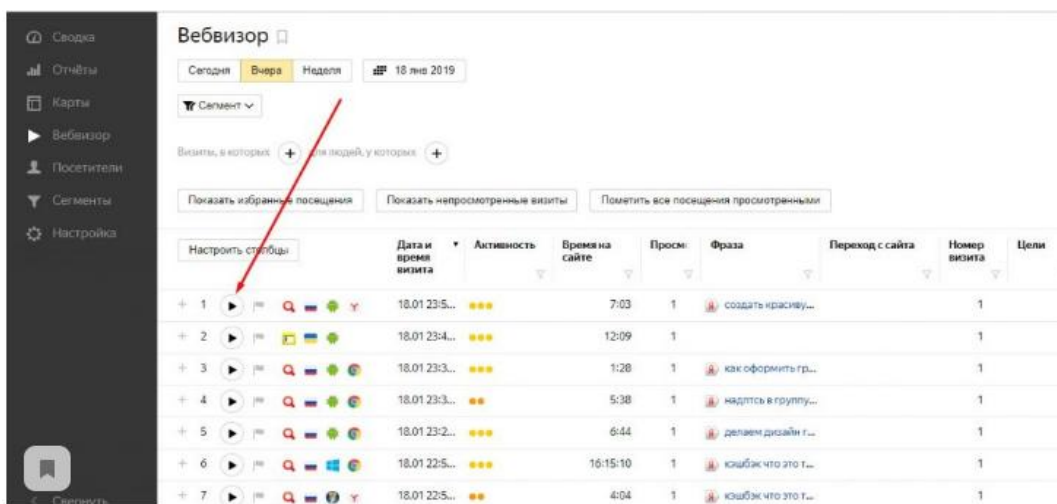 Сводка
Отчёты
Карты
Вебвизор
Посетители
Сегменты
Настройка
Свернуть
Вебвизор
Сегодня Вчера Неделя 18 янв 2019
Сегмент
Визиты, в которых + для людей, у которых +
Показать избранные посещения Показать непросмотренные визиты Пометить все посещения просмотренными
Настроить столбцы Дата и время визита Активность Время на сайте Просм Фраза Переход с сайта Номер визита Цели
+ 1 18.01 23:5... 7:03 1 создать красиву... 1
+ 2 18.01 23:4... 12:09 1 1
+ 3 18.01 23:3... 1:28 1 как оформить гр... 1
+ 4 18.01 23:3... 5:38 1 надптсь в группу... 1
+ 5 18.01 23:2... 6:44 1 делаем дизайн г... 1
+ 6 18.01 22:5... 16:15:10 1 кэшбэк что это т... 1
+ 7 18.01 22:5... 4:04 1 кэшбэк что это т... 1